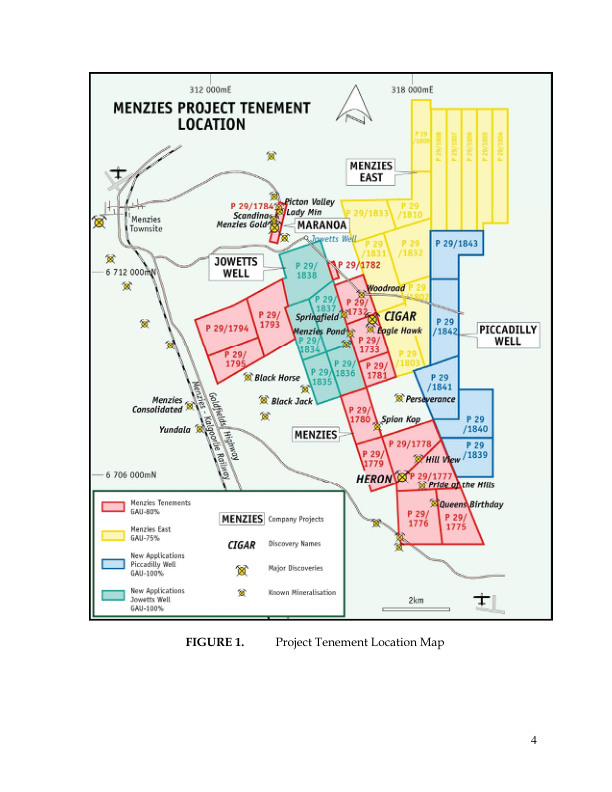 312 000mE
318 000mE
MENZIES PROJECT TENEMENT
LOCATION
MENZIES
EAST
P 29
/1809
P 29/1808
P 29/1807
P 29/1806
P 29/1805
P 29/1804
P 29/1784
Picton Valley
Scandinac
Lady Min
Menzies Gold
MARANOA
Menzies
Townsite
P 29/1833
P 29
/1810
Jowetts Well
P 29
/1831
P 29
/1832
P 29/1843
JOWETTS
WELL
P 29/
1838
P 29/1782
6 712 000mN
Woodroad
P 29/
1837
P 29/
1732
Springfield
CIGAR
P 29
/1842
PICCADILLY
WELL
P 29/1794
P 29/
1793
Menzies Pond
Eagle Hawk
P 29/
1834
P 29/
1733
P 29/
1795
P 29/
1836
P 29/
1781
P 29
/1803
P 29/
1835
P 29
/1841
Black Horse
Menzies
Consolidated
Black Jack
Perseverance
P 29/
1780
Spion Kop
P 29
/1840
Yundala
Menzies - Kalgoorlie Railway
Goldfields Highway
MENZIES
P 29/1778
P 29
/1839
P 29/
1779
Hill View
6 706 000mN
HERON
P 29/1777
Pride of the Hills
Queens Birthday
P 29/
1776
P 29/
1775
Menzies Tenements
GAU-80%
Menzies East
GAU-75%
New Applications
Piccadilly Well
GAU-100%
New Applications
Jowetts Well
GAU-100%
MENZIES
Company Projects
CIGAR
Discovery Names
Major Discoveries
Known Mineralisation
2km
FIGURE 1. Project Tenement Location Map
4